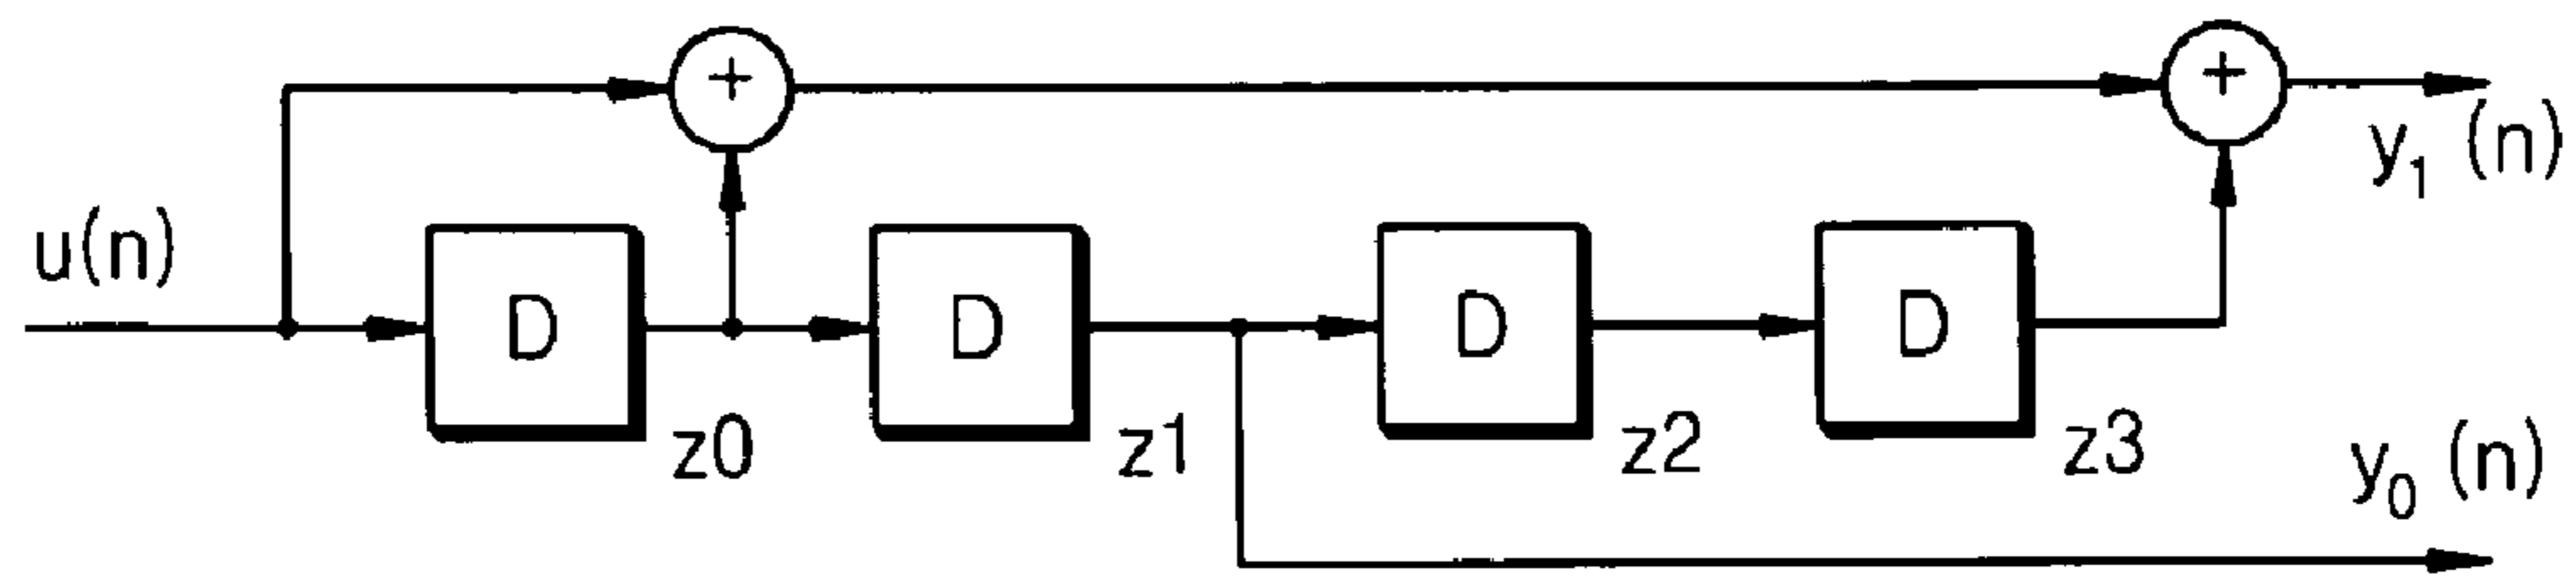 +
+
y₁ (n)
u(n)
D
D
D
D
z0
z1
z2
z3
y₀ (n)